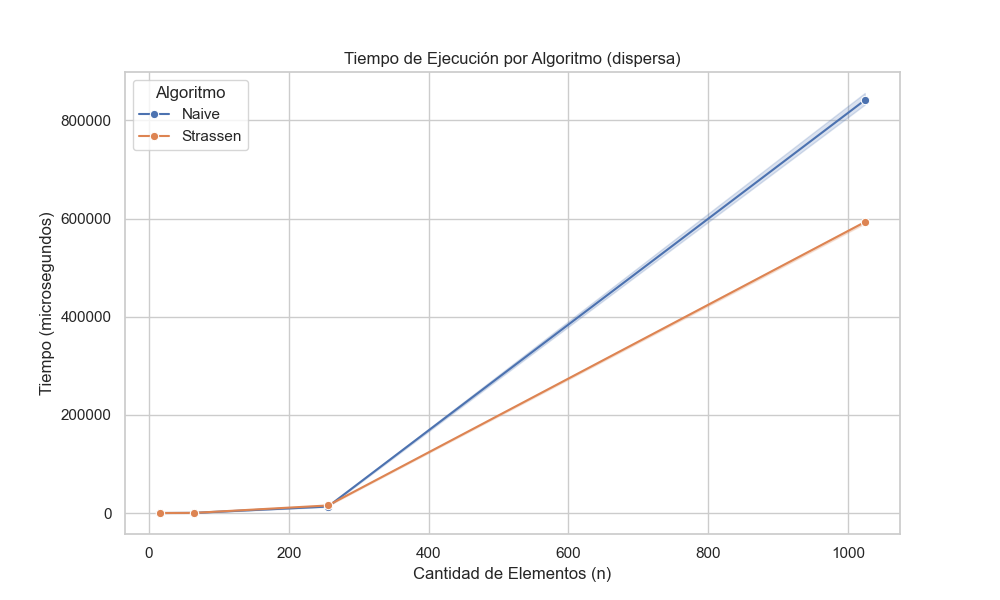 Tiempo de Ejecución por Algoritmo (dispersa)
Algoritmo
Naive
Strassen
Tiempo (microsegundos)
800000
600000
400000
200000
0
0 200 400 600 800 1000
Cantidad de Elementos (n)